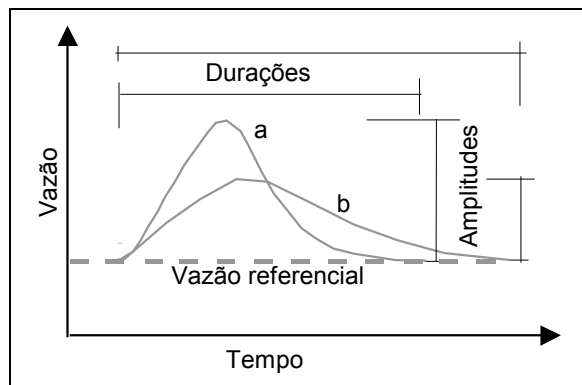 Durações
a
b
Amplitudes
Vazão
Vazão referencial
Tempo